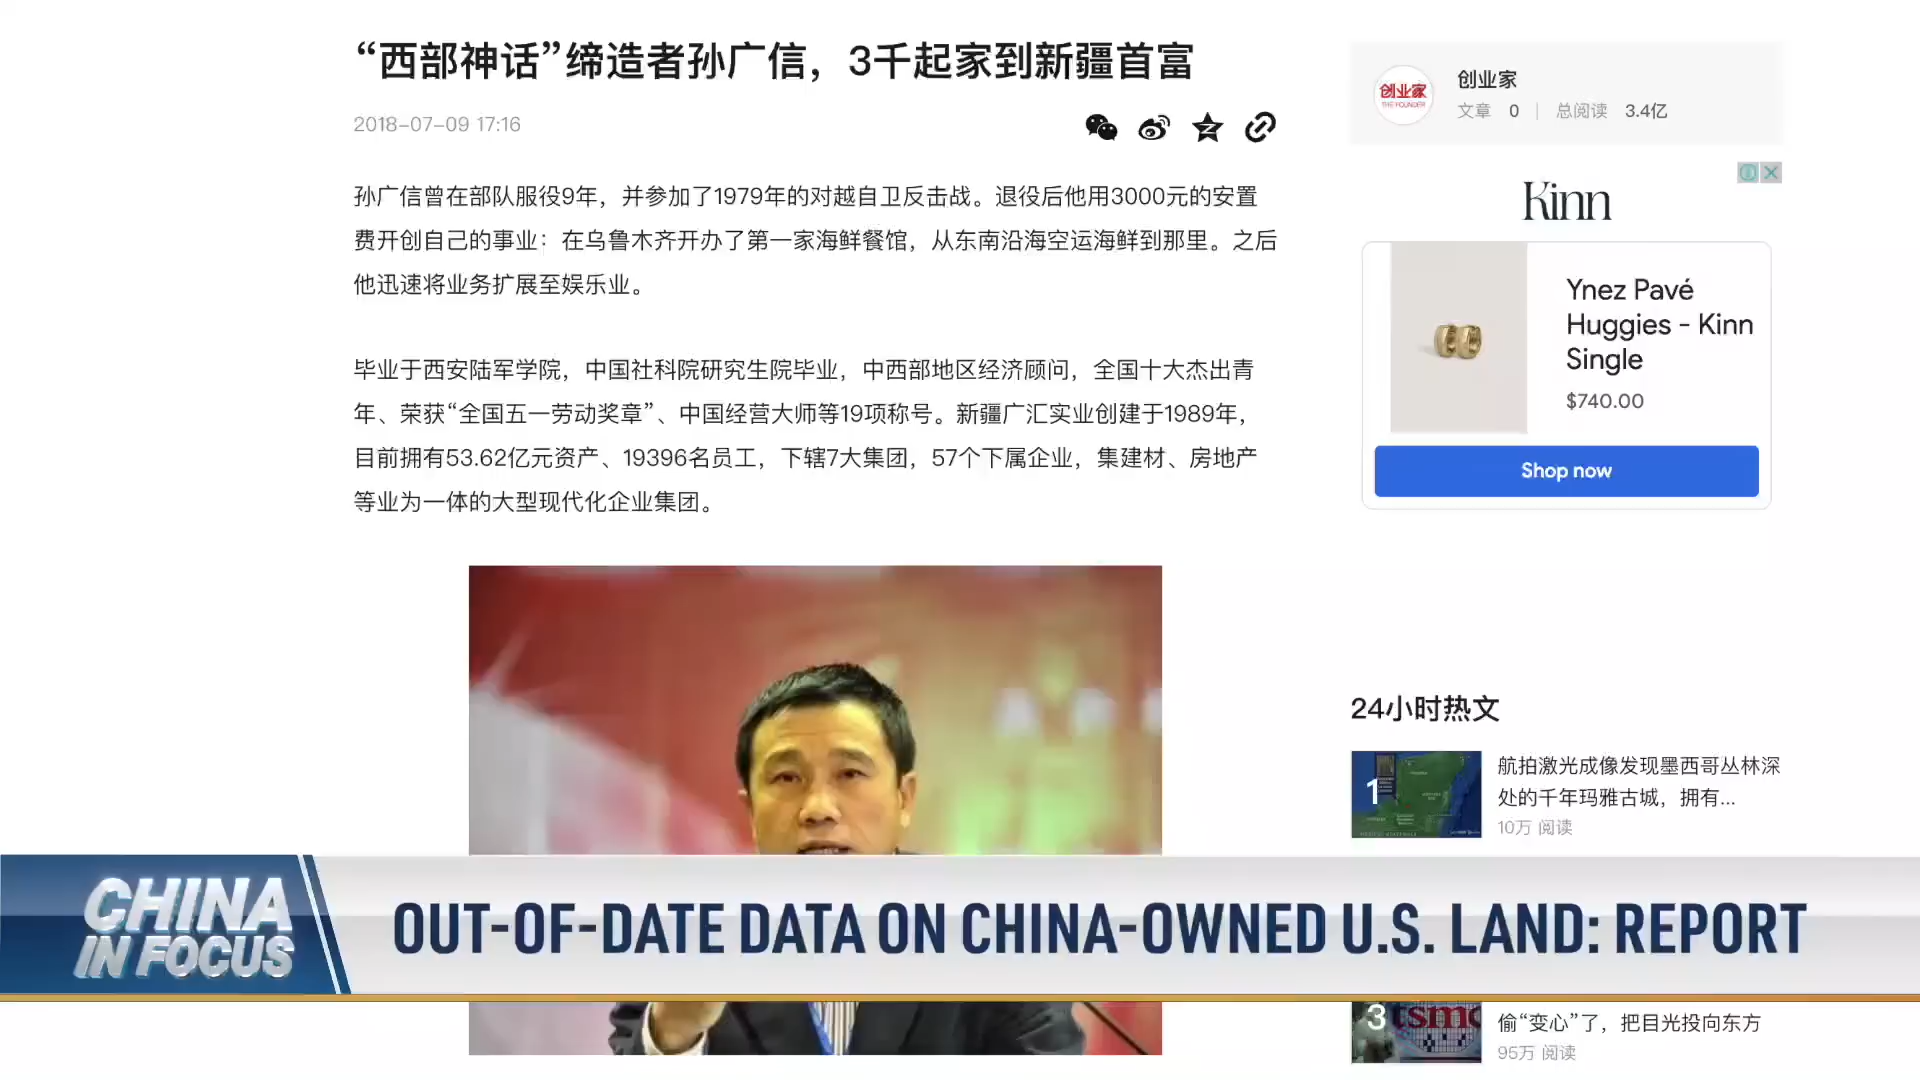 “西部神话”缔造者孙广信，3千起家到新疆首富
2018-07-09 17:16
孙广信曾在部队服役9年，并参加了1979年的对越自卫反击战。退役后他用3000元的安置
费开创自己的事业：在乌鲁木齐开办了第一家海鲜餐馆，从东南沿海空运海鲜到那里。之后
他迅速将业务扩展至娱乐业。
毕业于西安陆军学院，中国社科院研究生院毕业，中西部地区经济顾问，全国十大杰出青
年、荣获“全国五一劳动奖章”、中国经营大师等19项称号。新疆广汇实业创建于1989年，
目前拥有53.62亿元资产、19396名员工，下辖7大集团，57个下属企业，集建材、房地产
等业为一体的大型现代化企业集团。
创业家
THE FOUNDER
创业家
文章 0 | 总阅读 3.4亿
Kinn
Ynez Pavé
Huggies - Kinn
Single
$740.00
Shop now
24小时热文
1
航拍激光成像发现墨西哥丛林深
处的千年玛雅古城，拥有...
10万 阅读
CHINA
IN FOCUS
OUT-OF-DATE DATA ON CHINA-OWNED U.S. LAND: REPORT
3
tsmc
偷“变心”了，把目光投向东方
95万 阅读